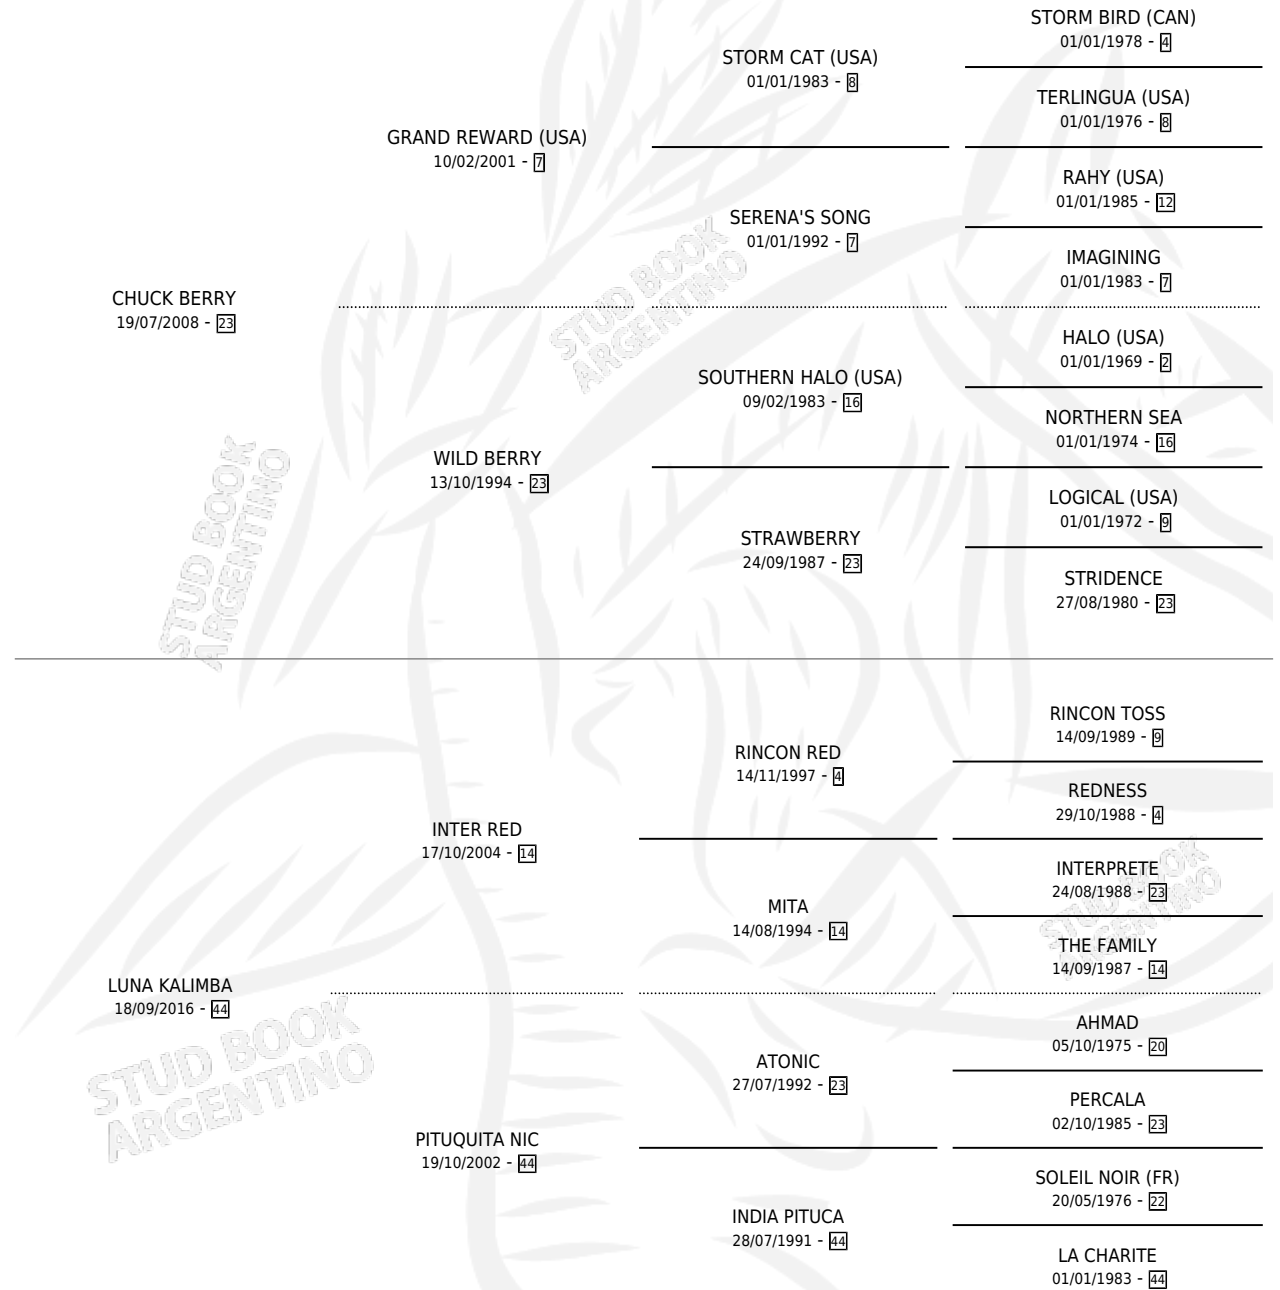 STORM BIRD (CAN)
01/01/1978 - 4
STORM CAT (USA)
01/01/1983 - 8
TERLINGUA (USA)
01/01/1976 - 8
GRAND REWARD (USA)
10/02/2001 - 7
RAHY (USA)
01/01/1985 - 12
SERENA'S SONG
01/01/1992 - 7
IMAGINING
01/01/1983 - 7
CHUCK BERRY
19/07/2008 - 23
HALO (USA)
01/01/1969 - 2
SOUTHERN HALO (USA)
09/02/1983 - 16
NORTHERN SEA
01/01/1974 - 16
WILD BERRY
13/10/1994 - 23
LOGICAL (USA)
01/01/1972 - 9
STRAWBERRY
24/09/1987 - 23
STRIDENCE
27/08/1980 - 23
RINCON TOSS
14/09/1989 - 9
RINCON RED
14/11/1997 - 4
REDNESS
29/10/1988 - 4
INTER RED
17/10/2004 - 14
INTERPRETE
24/08/1988 - 23
MITA
14/08/1994 - 14
THE FAMILY
14/09/1987 - 14
LUNA KALIMBA
18/09/2016 - 44
AHMAD
05/10/1975 - 20
ATONIC
27/07/1992 - 23
PERCALA
02/10/1985 - 23
PITUQUITA NIC
19/10/2002 - 44
SOLEIL NOIR (FR)
20/05/1976 - 22
INDIA PITUCA
28/07/1991 - 44
LA CHARITE
01/01/1983 - 44
STUD BOOK
ARGENTINO
STUD BOOK
ARGENTINO
STUD BOOK
ARGENTINO
STUD BOOK
ARGENTINO